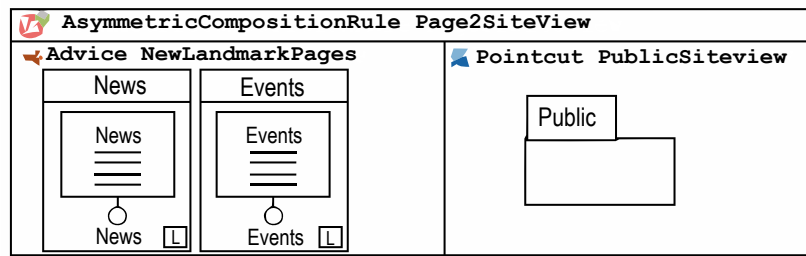 AsymmetricCompositionRule Page2SiteView
Advice NewLandmarkPages
Pointcut PublicSiteview
News
Events
Public
News
Events
News L
Events L